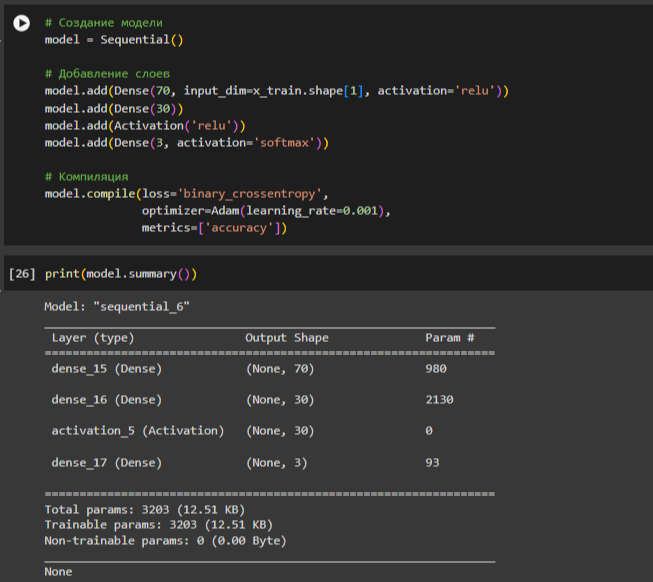 # Создание модели
model = Sequential()
# Добавление слоев
model.add(Dense(70, input_dim=x_train.shape[1], activation='relu'))
model.add(Dense(30))
model.add(Activation('relu'))
model.add(Dense(3, activation='softmax'))
# Компиляция
model.compile(loss='binary_crossentropy',
optimizer=Adam(learning_rate=0.001),
metrics=['accuracy'])
[26] print(model.summary())
Model: "sequential_6"
Layer (type) Output Shape Param #
=================================================================
dense_15 (Dense) (None, 70) 980
dense_16 (Dense) (None, 30) 2130
activation_5 (Activation) (None, 30) 0
dense_17 (Dense) (None, 3) 93
=================================================================
Total params: 3203 (12.51 KB)
Trainable params: 3203 (12.51 KB)
Non-trainable params: 0 (0.00 Byte)
None